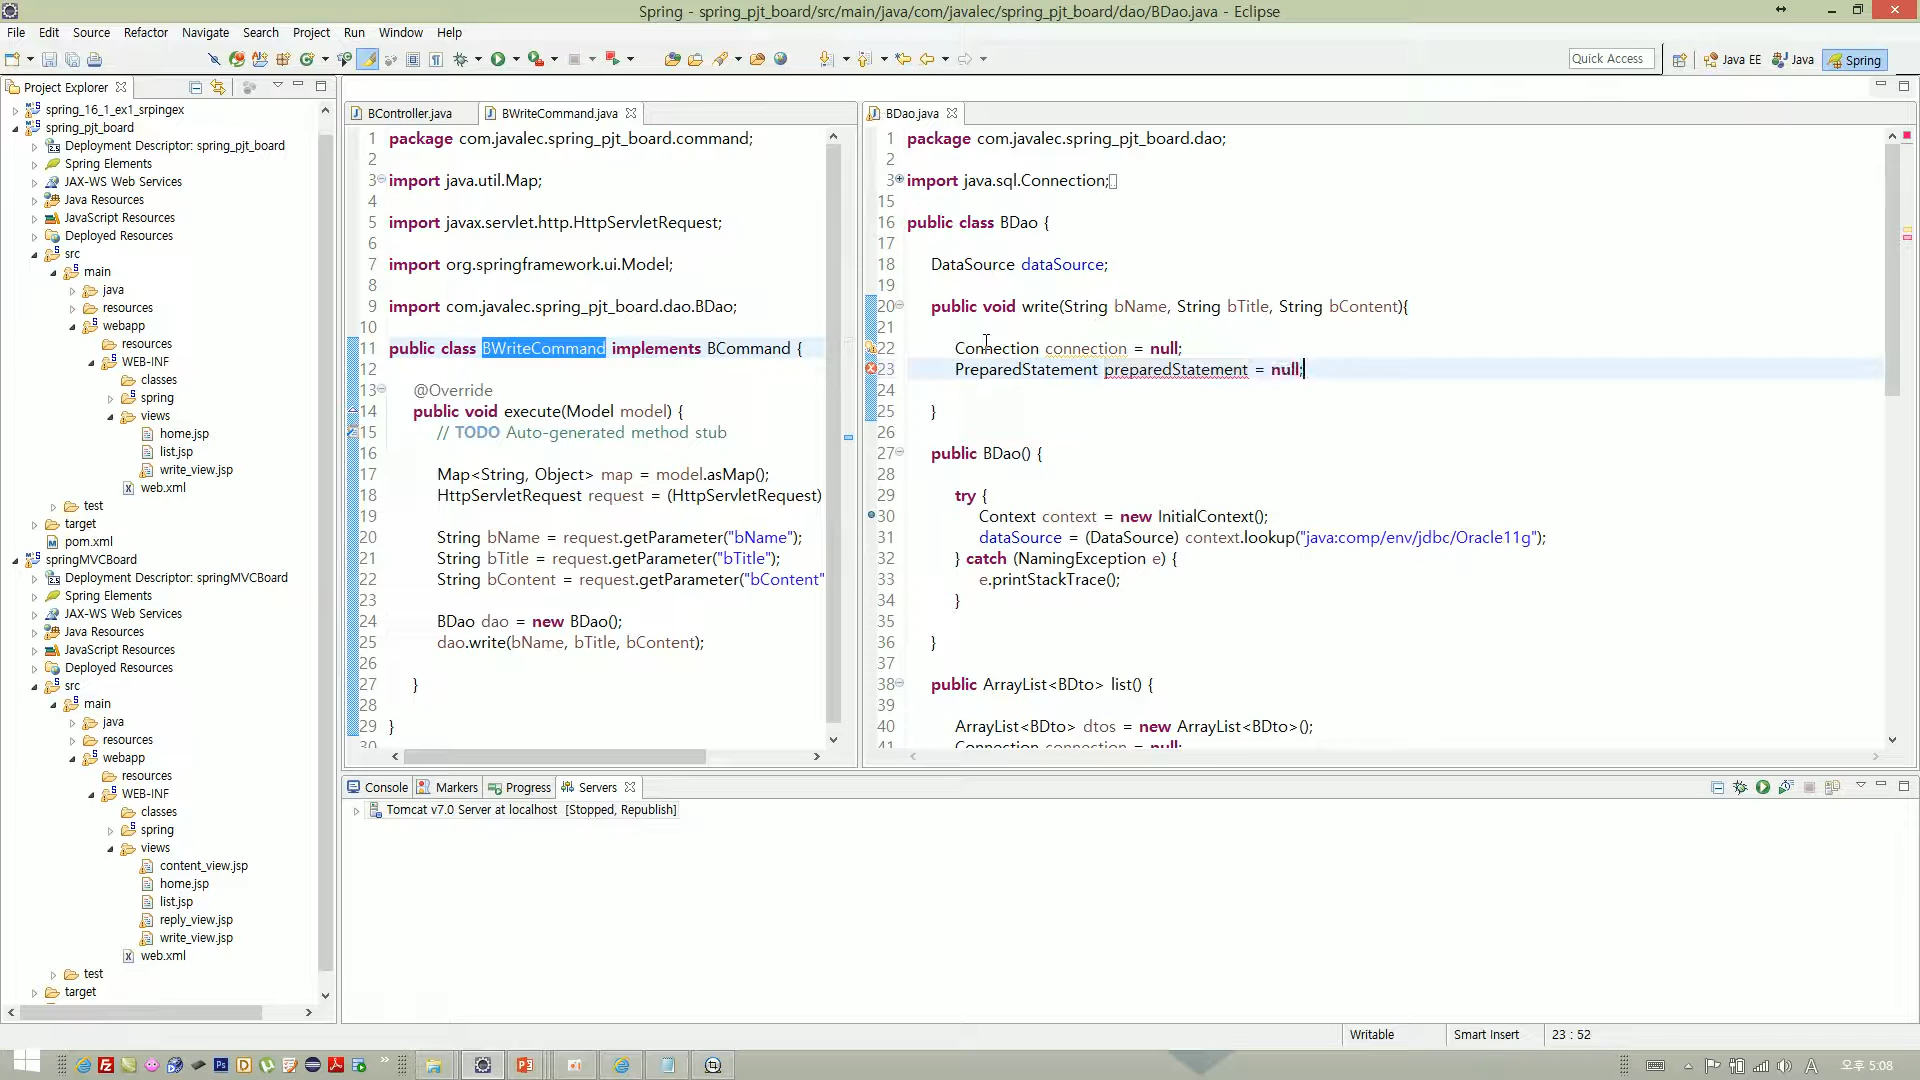 Spring - spring_pjt_board/src/main/java/com/javalec/spring_pjt_board/dao/BDao.java - Eclipse
File Edit Source Refactor Navigate Search Project Run Window Help
Quick Access
Java EE
Java
Spring
Project Explorer
spring_16_1_ex1_srpingex
spring_pjt_board
Deployment Descriptor: spring_pjt_board
Spring Elements
JAX-WS Web Services
Java Resources
JavaScript Resources
Deployed Resources
src
main
java
resources
webapp
resources
WEB-INF
classes
spring
views
home.jsp
list.jsp
write_view.jsp
web.xml
test
target
pom.xml
springMVCBoard
Deployment Descriptor: springMVCBoard
Spring Elements
JAX-WS Web Services
Java Resources
JavaScript Resources
Deployed Resources
src
main
java
resources
webapp
resources
WEB-INF
classes
spring
views
content_view.jsp
home.jsp
list.jsp
reply_view.jsp
write_view.jsp
web.xml
test
target
BController.java
BWriteCommand.java
1 package com.javalec.spring_pjt_board.command;
2
3 import java.util.Map;
4
5 import javax.servlet.http.HttpServletRequest;
6
7 import org.springframework.ui.Model;
8
9 import com.javalec.spring_pjt_board.dao.BDao;
10
11 public class BWriteCommand implements BCommand {
12
13 @Override
14 public void execute(Model model) {
15 // TODO Auto-generated method stub
16
17 Map<String, Object> map = model.asMap();
18 HttpServletRequest request = (HttpServletRequest)
19
20 String bName = request.getParameter("bName");
21 String bTitle = request.getParameter("bTitle");
22 String bContent = request.getParameter("bContent"
23
24 BDao dao = new BDao();
25 dao.write(bName, bTitle, bContent);
26
27 }
28
29 }
30
BDao.java
1 package com.javalec.spring_pjt_board.dao;
2
3 import java.sql.Connection;
15
16 public class BDao {
17
18 DataSource dataSource;
19
20 public void write(String bName, String bTitle, String bContent){
21
22 Connection connection = null;
23 PreparedStatement preparedStatement = null;
24
25 }
26
27 public BDao() {
28
29 try {
30 Context context = new InitialContext();
31 dataSource = (DataSource) context.lookup("java:comp/env/jdbc/Oracle11g");
32 } catch (NamingException e) {
33 e.printStackTrace();
34 }
35
36 }
37
38 public ArrayList<BDto> list() {
39
40 ArrayList<BDto> dtos = new ArrayList<BDto>();
41 Connection connection = null;
Console
Markers
Progress
Servers
Tomcat v7.0 Server at localhost [Stopped, Republish]
Writable
Smart Insert
23 : 52
A
오후 5:08